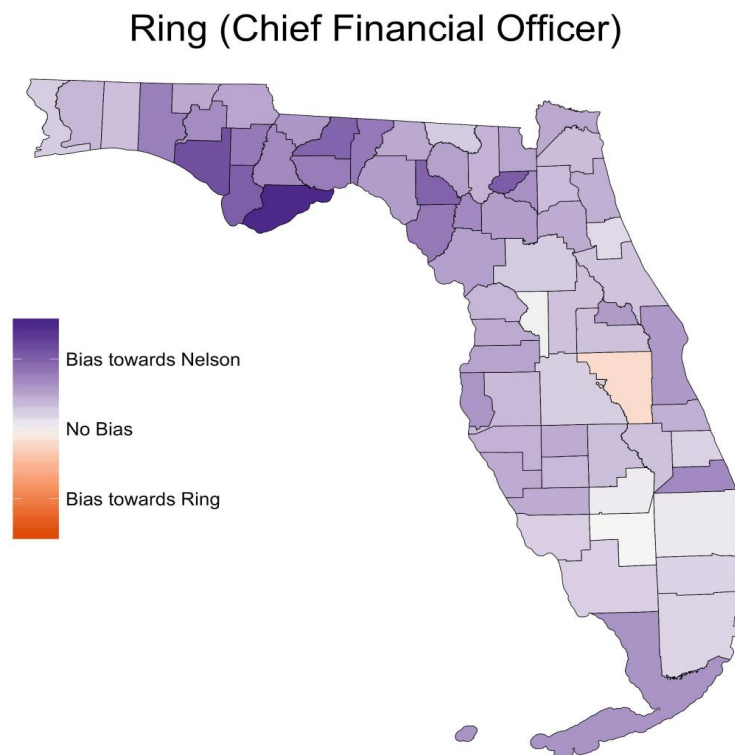 Ring (Chief Financial Officer)
Bias towards Nelson
No Bias
Bias towards Ring